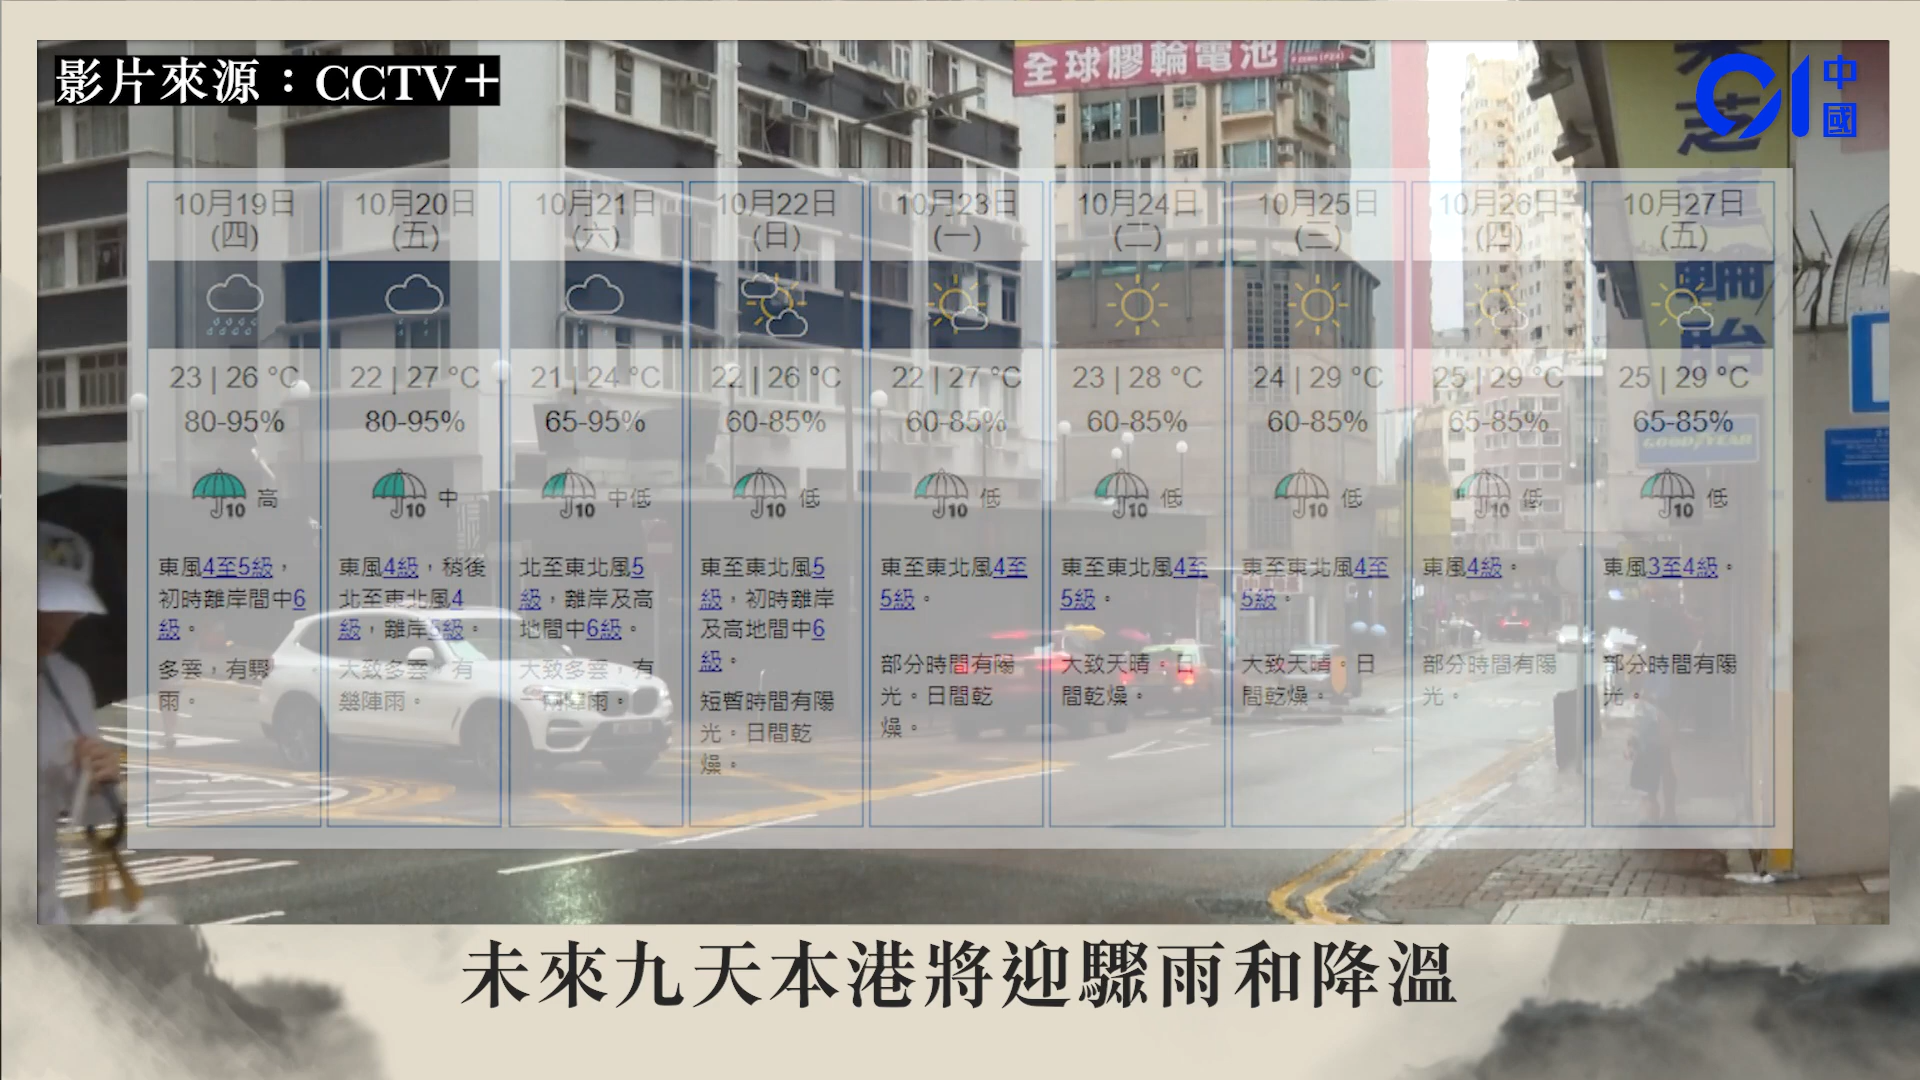 影片來源：CCTV＋
01中國
全球膠輪電池
10月19日
(四)
23 | 26 °C
80-95%
10 高
東風4至5級，
初時離岸間中6
級。
多雲，有驟
雨。
10月20日
(五)
22 | 27 °C
80-95%
10 中
東風4級，稍後
北至東北風4
級，離岸5級。
大致多雲，有
幾陣雨。
10月21日
(六)
21 | 24 °C
65-95%
10 中低
北至東北風5
級，離岸及高
地間中6級。
大致多雲，有
一兩陣雨。
10月22日
(日)
22 | 26 °C
60-85%
10 低
東至東北風5
級，初時離岸
及高地間中6
級。
短暫時間有陽
光。日間乾
燥。
10月23日
(一)
22 | 27 °C
60-85%
10 低
東至東北風4至
5級。
部分時間有陽
光。日間乾
燥。
10月24日
(二)
23 | 28 °C
60-85%
10 低
東至東北風4至
5級。
大致天晴。日
間乾燥。
10月25日
(三)
24 | 29 °C
60-85%
10 低
東至東北風4至
5級。
大致天晴。日
間乾燥。
10月26日
(四)
25 | 29 °C
65-85%
10 低
東風4級。
部分時間有陽
光。
10月27日
(五)
25 | 29 °C
65-85%
10 低
東風3至4級。
部分時間有陽
光。
GOODYEAR
未來九天本港將迎驟雨和降溫